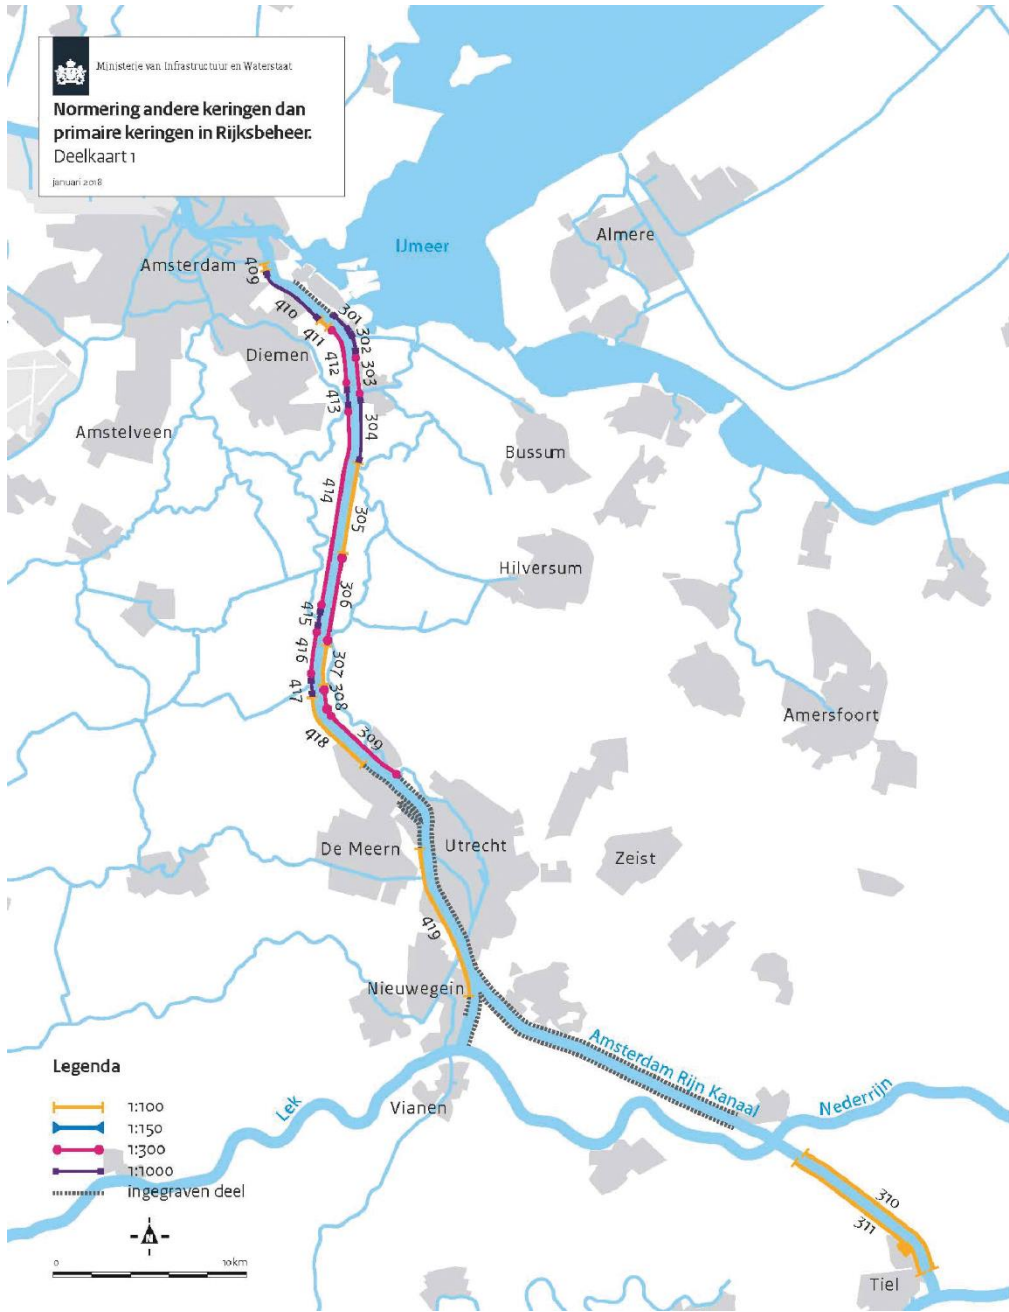 Ministerie van Infrastructuur en Waterstaat
Normering andere keringen dan
primaire keringen in Rijksbeheer.
Deelkaart 1
januari 2018
IJmeer
Almere
Amsterdam
409
410
411
301
302
Diemen
412
303
413
304
Amstelveen
Bussum
414
305
Hilversum
306
415
416
307
308
417
418
309
Amersfoort
De Meern
Utrecht
Zeist
419
Nieuwegein
Amsterdam Rijn Kanaal
Nederrijn
Lek
Vianen
310
311
Tiel
Legenda
1:100
1:150
1:300
1:1000
ingegraven deel
N
0 10km